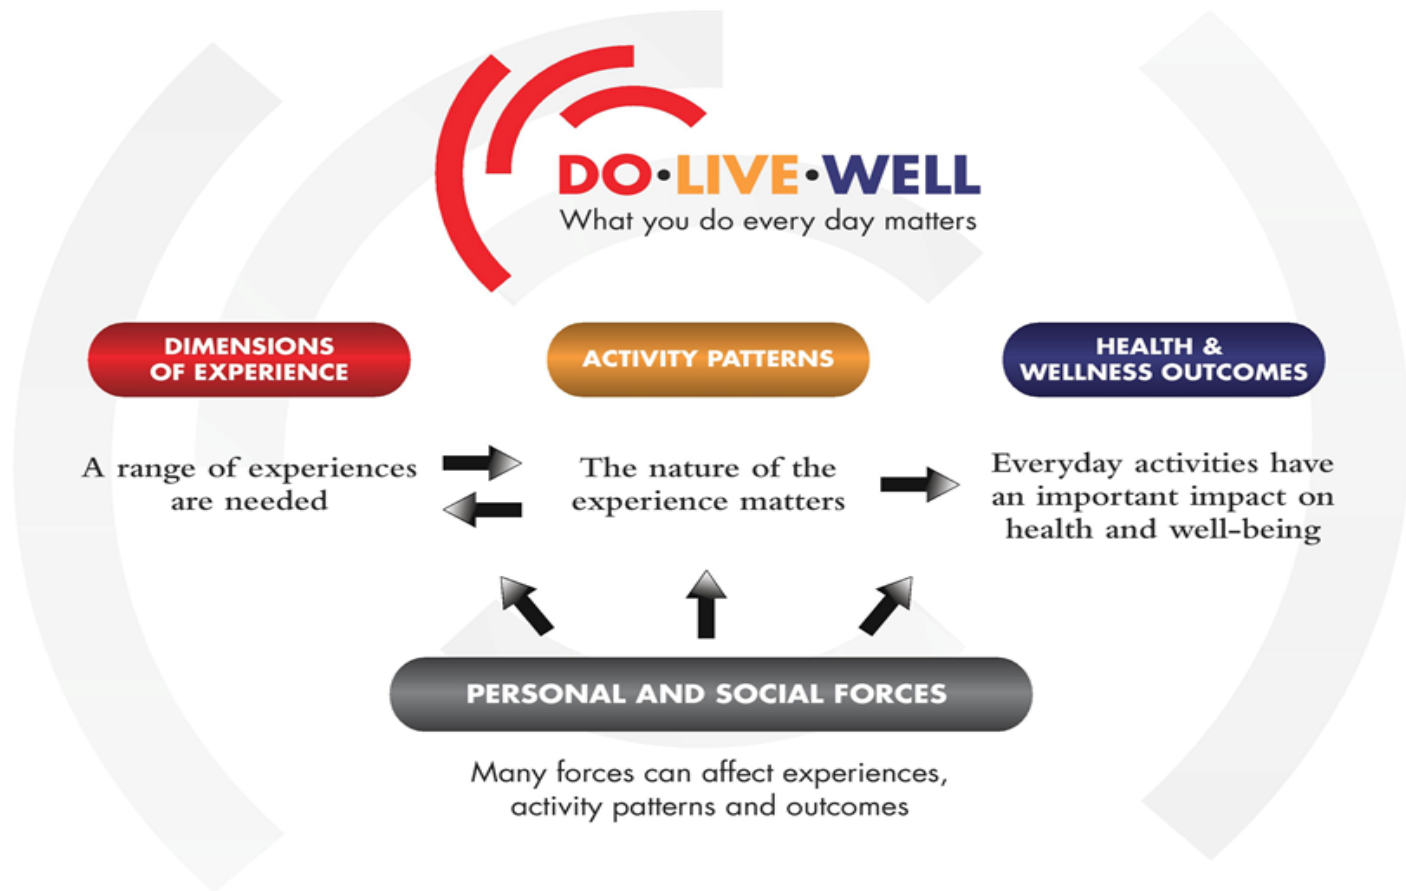 DO•LIVE•WELL
What you do every day matters
DIMENSIONS
OF EXPERIENCE
A range of experiences
are needed
ACTIVITY PATTERNS
The nature of the
experience matters
HEALTH &
WELLNESS OUTCOMES
Everyday activities have
an important impact on
health and well-being
PERSONAL AND SOCIAL FORCES
Many forces can affect experiences,
activity patterns and outcomes